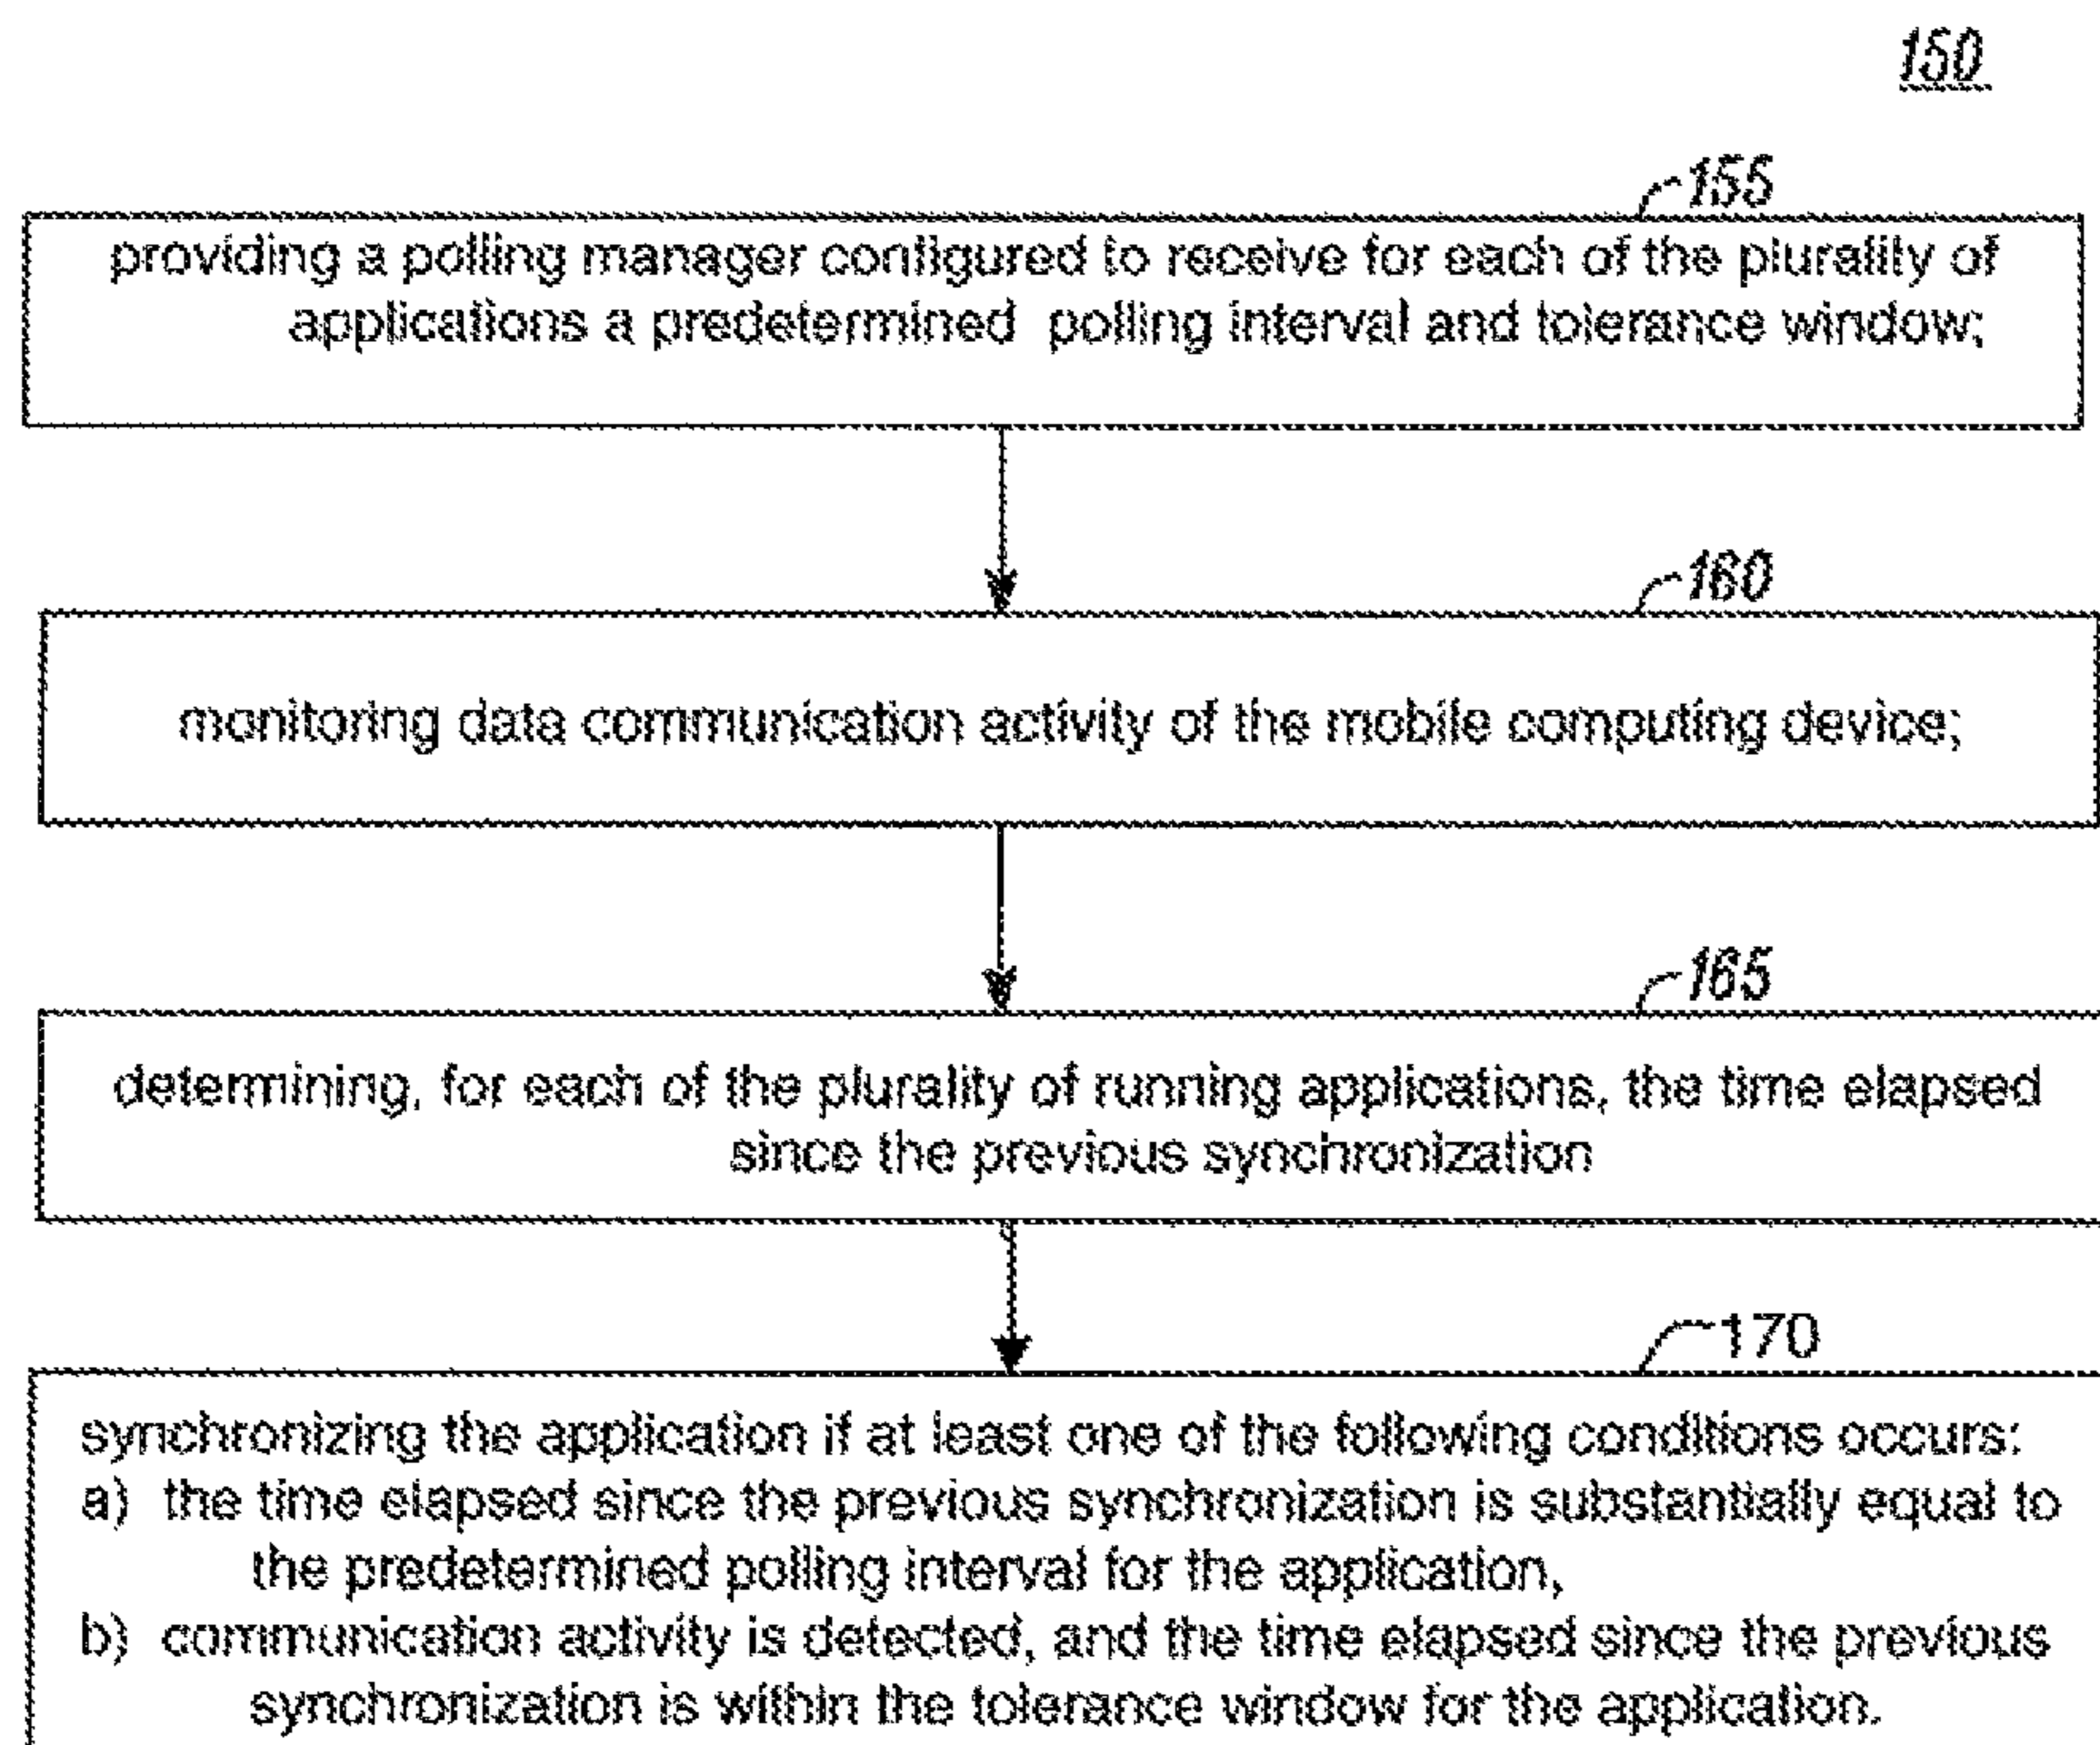 150
155
providing a polling manager configured to receive for each of the plurality of
applications a predetermined polling interval and tolerance window;
160
monitoring data communication activity of the mobile computing device;
165
determining, for each of the plurality of running applications, the time elapsed
since the previous synchronization
170
synchronizing the application if at least one of the following conditions occurs:
a) the time elapsed since the previous synchronization is substantially equal to
the predetermined polling interval for the application,
b) communication activity is detected, and the time elapsed since the previous
synchronization is within the tolerance window for the application.